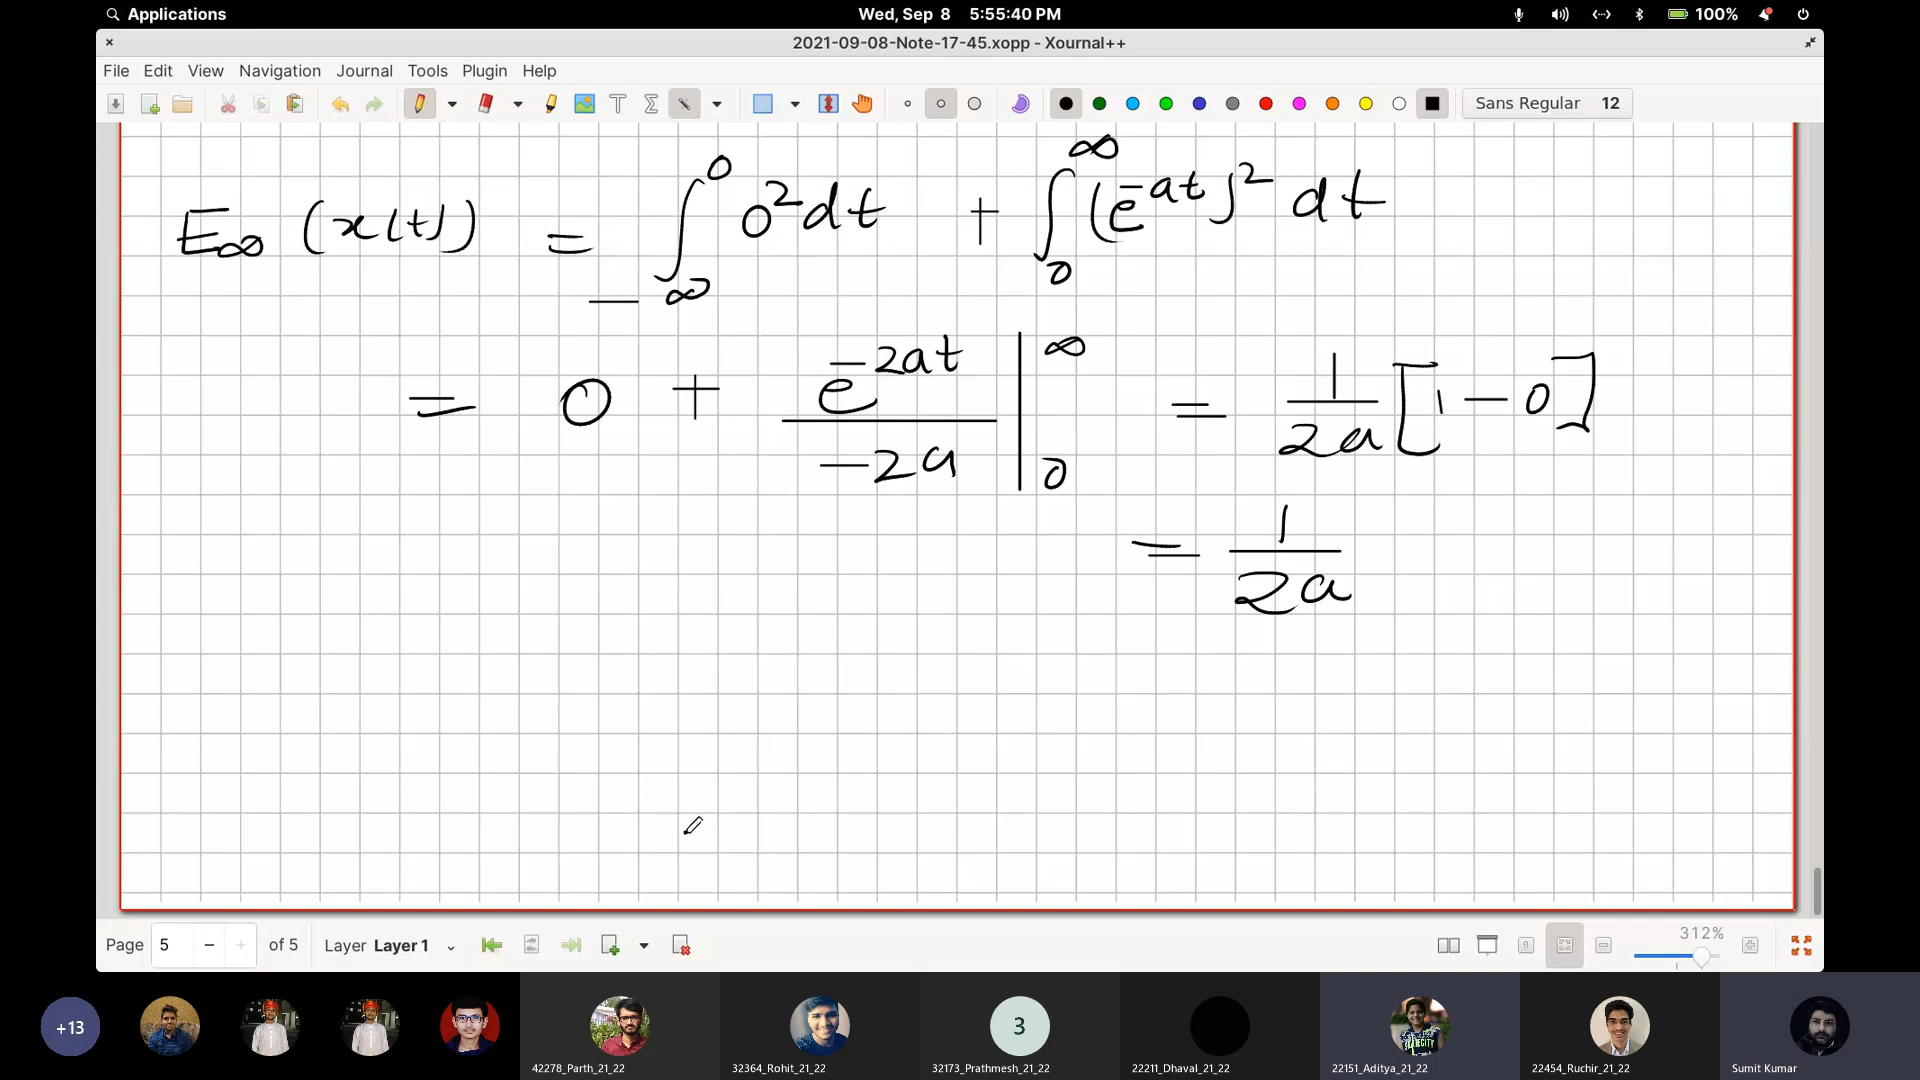 Applications
Wed, Sep 8 5:55:40 PM
100%
2021-09-08-Note-17-45.xopp - Xournal++
File Edit View Navigation Journal Tools Plugin Help
Sans Regular 12
E∞ (x(t)) = ∫_{-∞}^{0} 0² dt + ∫_{0}^{∞} (e^{-at})² dt
= 0 + e^{-2at}/-2a |_{0}^{∞} = 1/2a [1 - 0]
= 1/2a
Page 5 of 5 Layer Layer 1
312%
+13
3
42278_Parth_21_22
32364_Rohit_21_22
32173_Prathmesh_21_22
22211_Dhaval_21_22
22151_Aditya_21_22
22454_Ruchir_21_22
Sumit Kumar